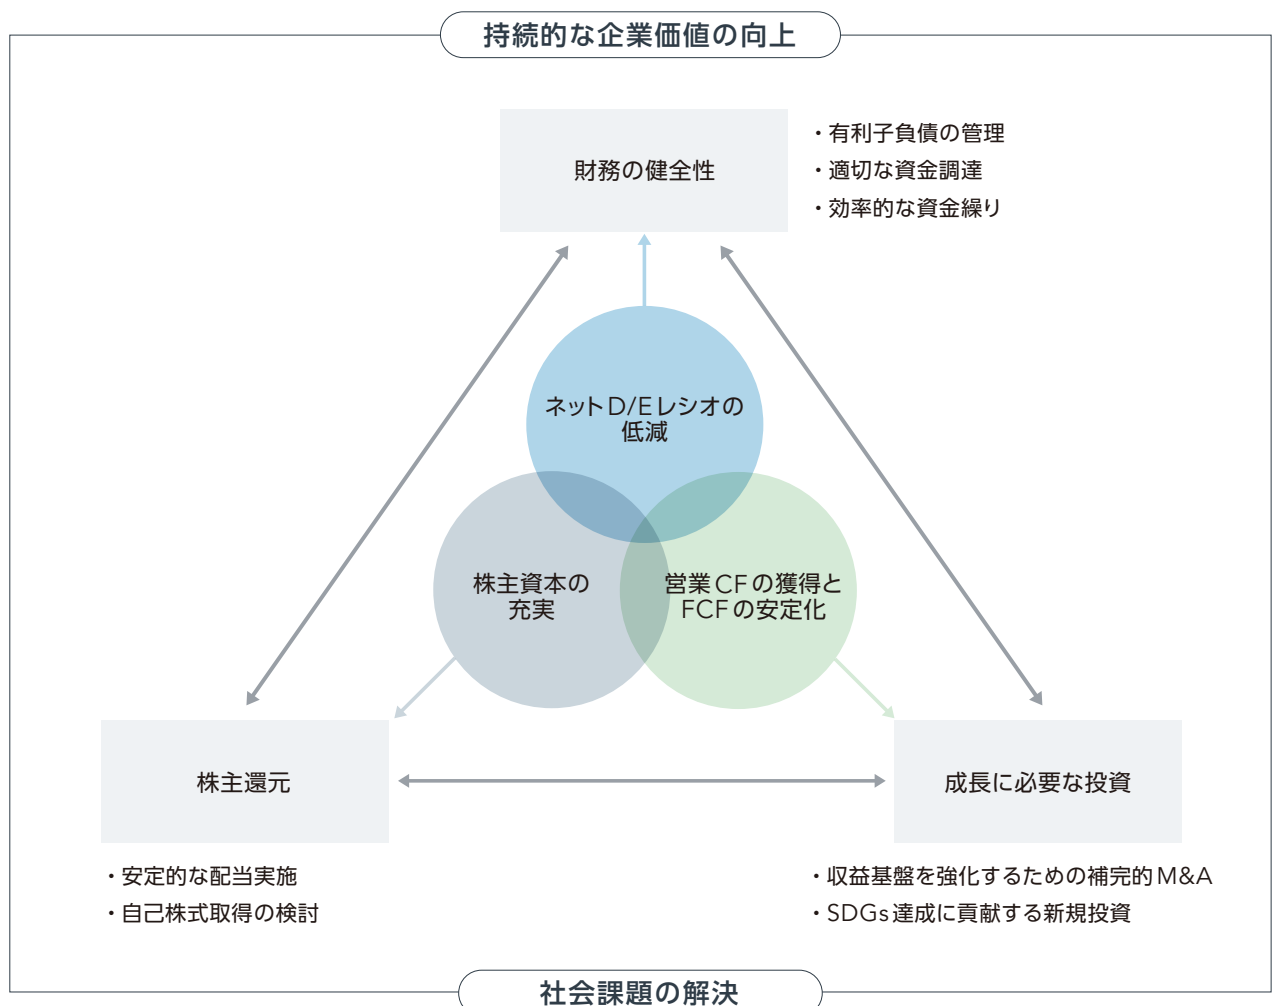 持続的な企業価値の向上
財務の健全性
・有利子負債の管理
・適切な資金調達
・効率的な資金繰り
ネットD/Eレシオの
低減
株主資本の
充実
営業CFの獲得と
FCFの安定化
株主還元
・安定的な配当実施
・自己株式取得の検討
成長に必要な投資
・収益基盤を強化するための補完的M&A
・SDGs達成に貢献する新規投資
社会課題の解決